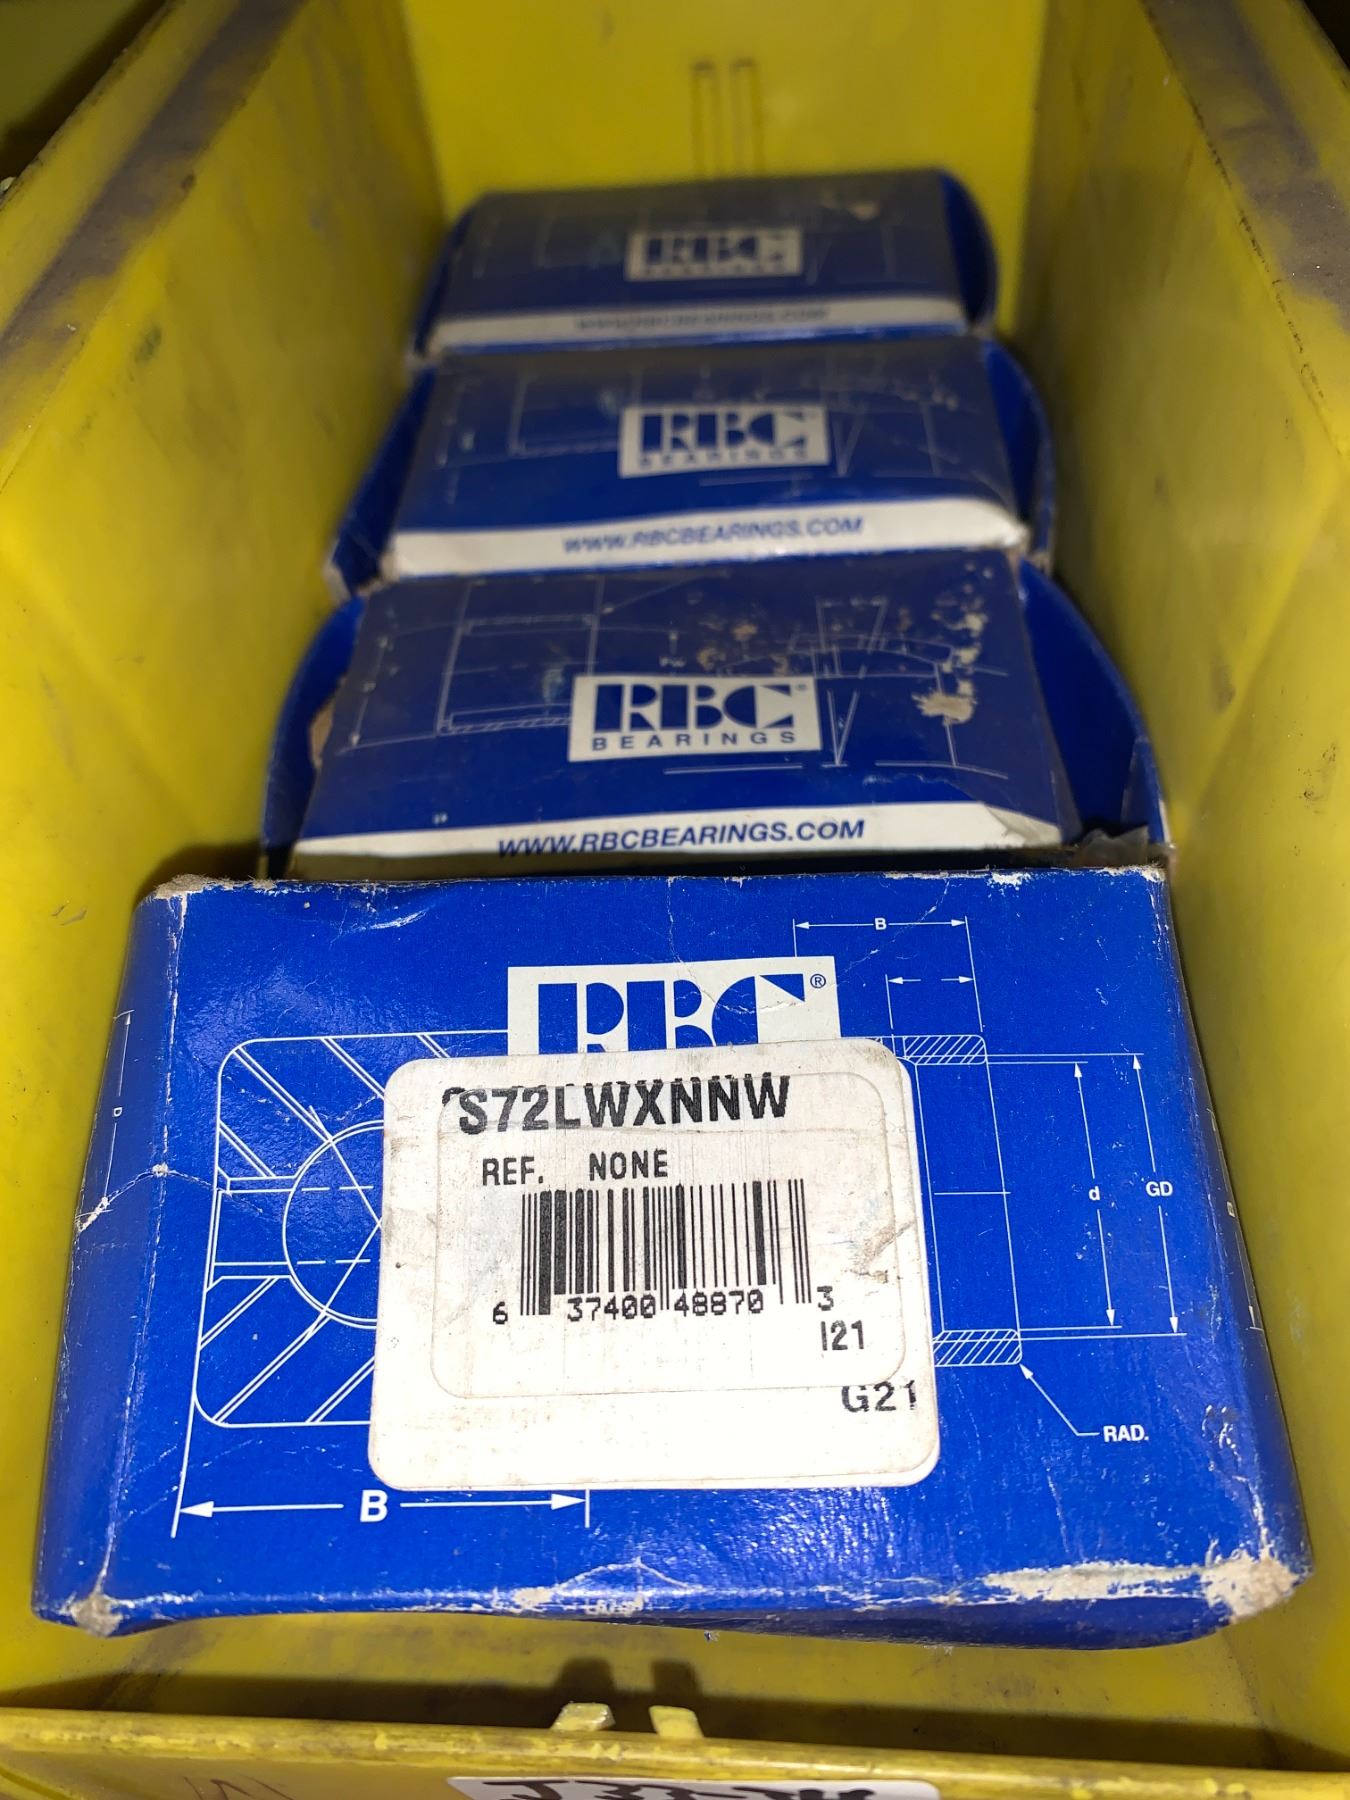 RBC
BEARINGS
WWW.RBCBEARINGS.COM
RBC
BEARINGS
WWW.RBCBEARINGS.COM
RBC®
BEARINGS
WWW.RBCBEARINGS.COM
B
RBC®
D
S72LWXNNW
REF. NONE
d
GD
6 37400 48870 3
I21
G21
RAD.
B